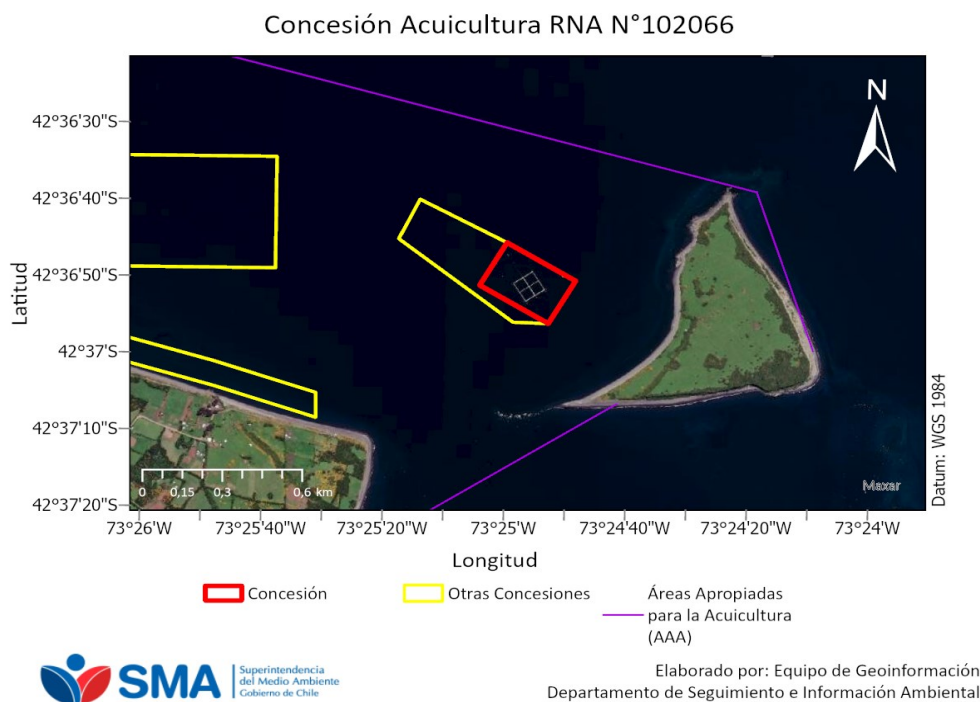 Concesión Acuicultura RNA N°102066
N
42°36'30"S
42°36'40"S
42°36'50"S
42°37'S
42°37'10"S
42°37'20"S
Latitud
0 0,15 0,3 0,6 km
Maxar
Datum: WGS 1984
73°26'W 73°25'40"W 73°25'20"W 73°25'W 73°24'40"W 73°24'20"W 73°24'W
Longitud
Concesión
Otras Concesiones
Áreas Apropiadas
para la Acuicultura
(AAA)
SMA
Superintendencia
del Medio Ambiente
Gobierno de Chile
Elaborado por: Equipo de Geoinformación
Departamento de Seguimiento e Información Ambiental